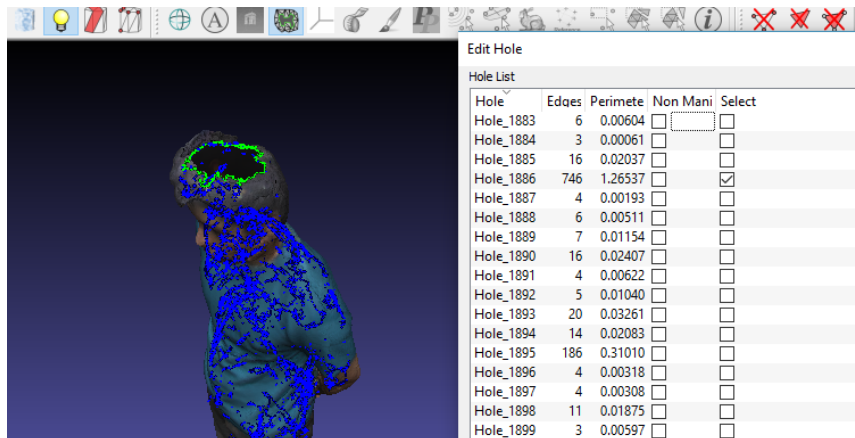 Edit Hole
Hole List
Hole Edges Perimete Non Mani Select
Hole_1883 6 0.00604
Hole_1884 3 0.00061
Hole_1885 16 0.02037
Hole_1886 746 1.26537
Hole_1887 4 0.00193
Hole_1888 6 0.00511
Hole_1889 7 0.01154
Hole_1890 16 0.02407
Hole_1891 4 0.00622
Hole_1892 5 0.01040
Hole_1893 20 0.03261
Hole_1894 14 0.02083
Hole_1895 186 0.31010
Hole_1896 4 0.00318
Hole_1897 4 0.00308
Hole_1898 11 0.01875
Hole_1899 3 0.00597